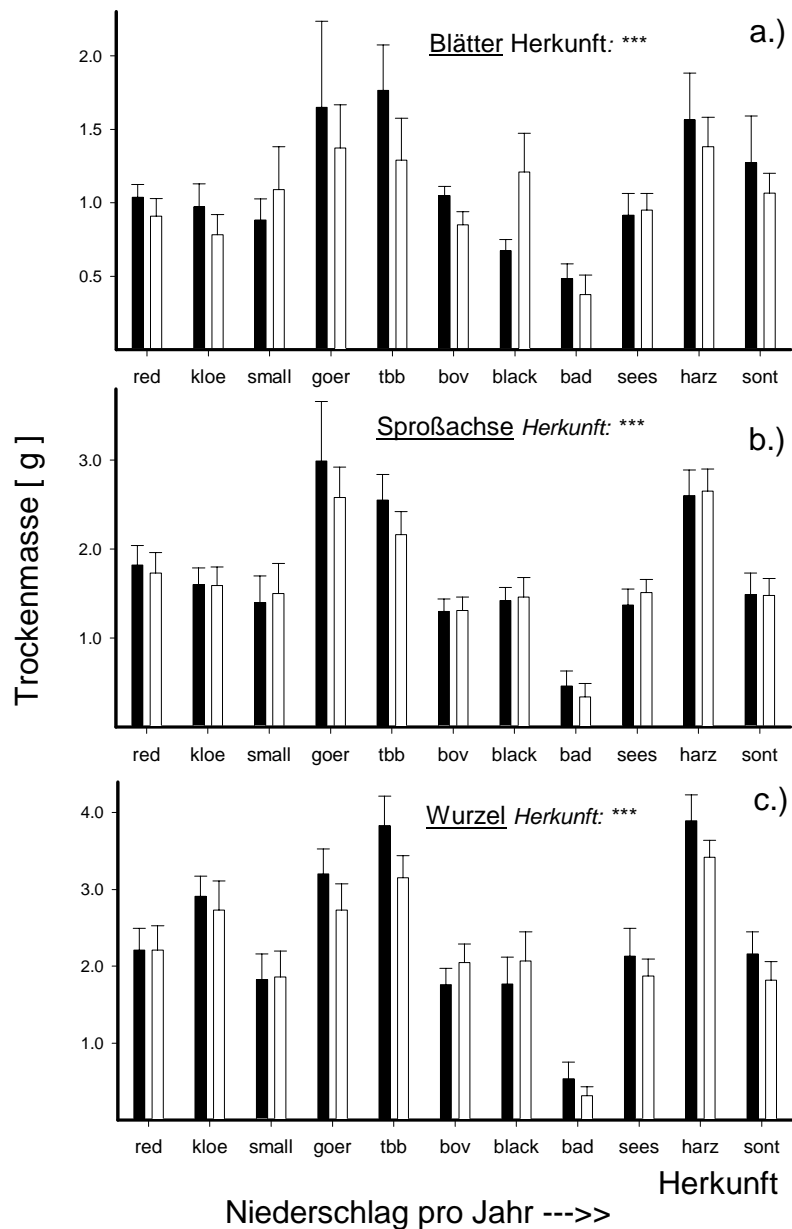 Blätter Herkunft: ***
a.)
2.0
1.5
1.0
0.5
red kloe small goer tbb bov black bad sees harz sont
Sproßachse Herkunft: ***
b.)
3.0
2.0
1.0
red kloe small goer tbb bov black bad sees harz sont
Trockenmasse [ g ]
Wurzel Herkunft: ***
c.)
4.0
3.0
2.0
1.0
red kloe small goer tbb bov black bad sees harz sont
Herkunft
Niederschlag pro Jahr --->>